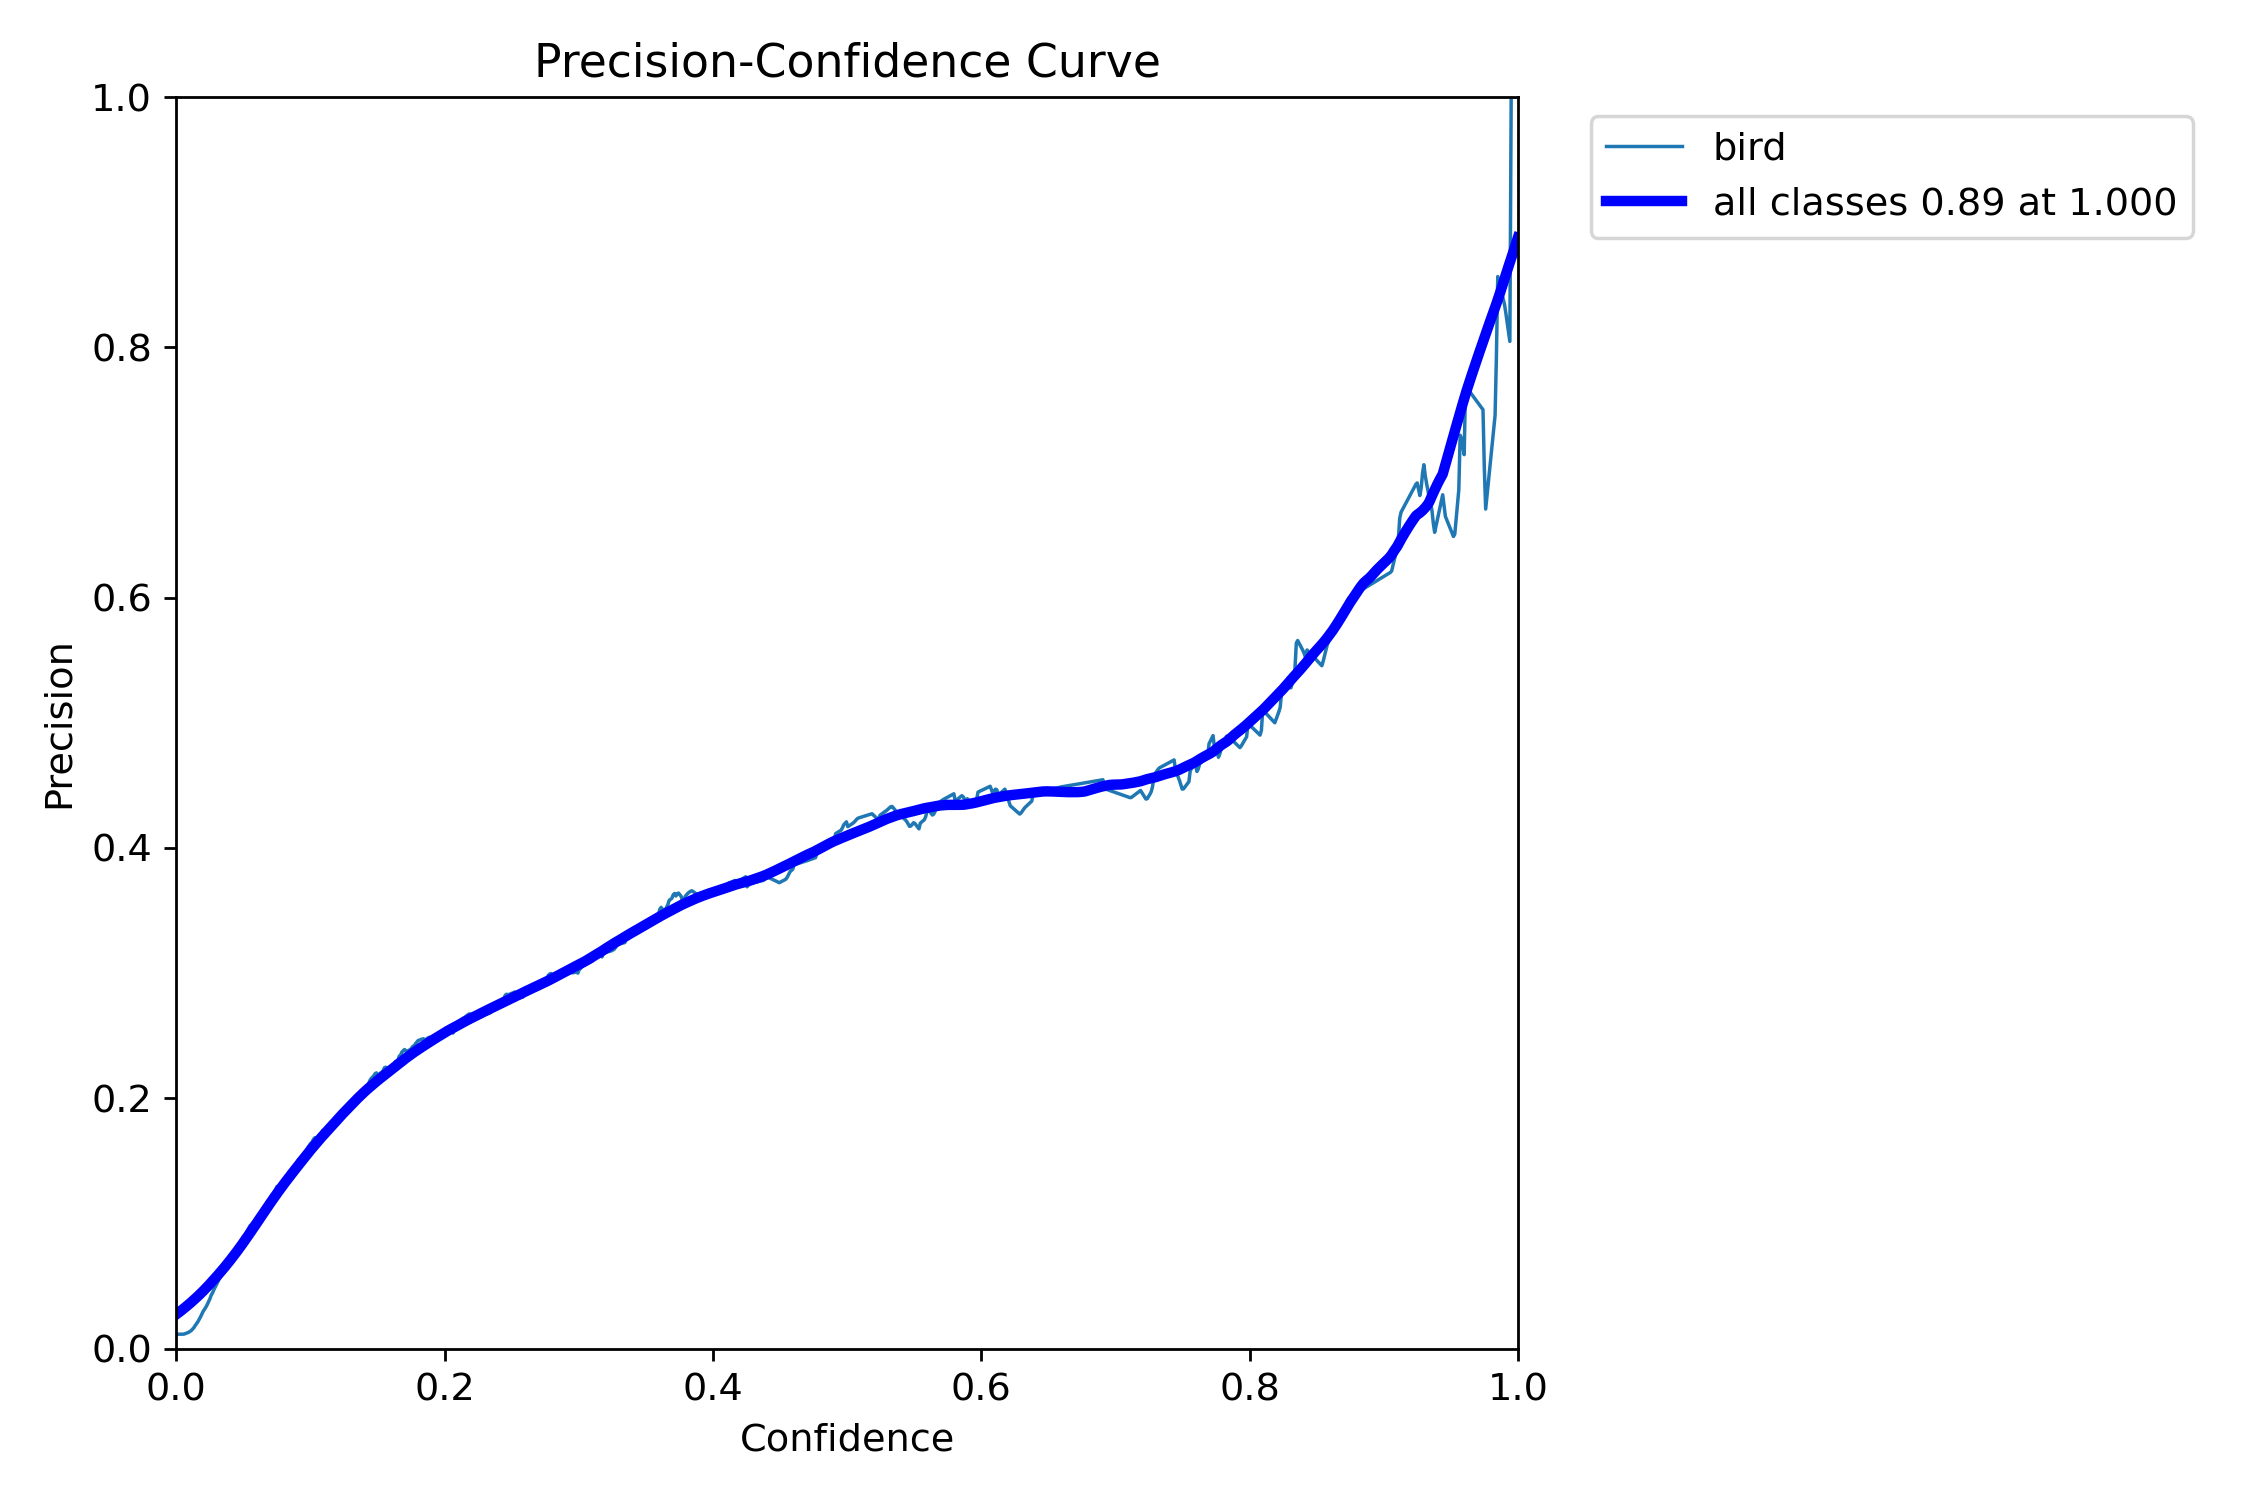 Precision-Confidence Curve
bird
all classes 0.89 at 1.000
1.0
0.8
0.6
0.4
0.2
0.0
Precision
0.0 0.2 0.4 0.6 0.8 1.0
Confidence